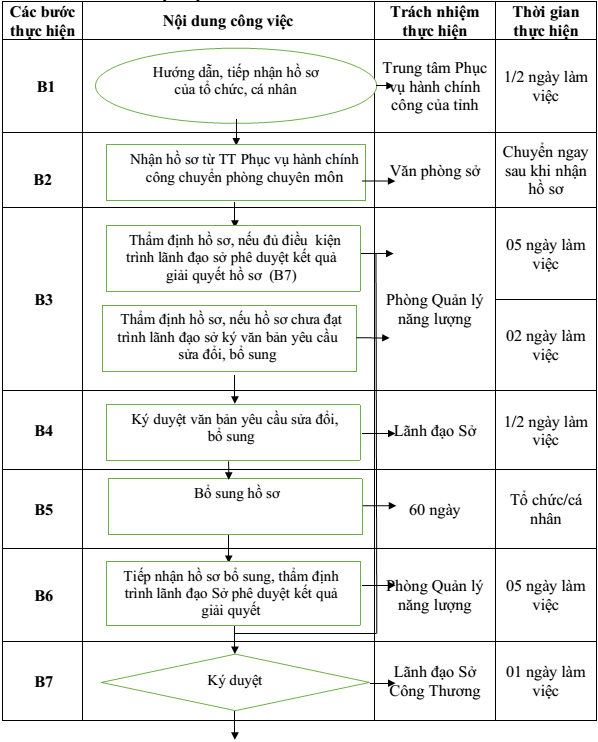 Các bước
thực hiện
Nội dung công việc
Trách nhiệm
thực hiện
Thời gian
thực hiện
B1
Hướng dẫn, tiếp nhận hồ sơ
của tổ chức, cá nhân
Trung tâm Phục
vụ hành chính
công của tỉnh
1/2 ngày làm
việc
B2
Nhận hồ sơ từ TT Phục vụ hành chính
công chuyển phòng chuyên môn
Văn phòng sở
Chuyển ngay
sau khi nhận
hồ sơ
B3
Thẩm định hồ sơ, nếu đủ điều kiện
trình lãnh đạo sở phê duyệt kết quả
giải quyết hồ sơ (B7)
Thẩm định hồ sơ, nếu hồ sơ chưa đạt
trình lãnh đạo sở ký văn bản yêu cầu
sửa đổi, bổ sung
Phòng Quản lý
năng lượng
05 ngày làm
việc
02 ngày làm
việc
B4
Ký duyệt văn bản yêu cầu sửa đổi,
bổ sung
Lãnh đạo Sở
1/2 ngày làm
việc
B5
Bổ sung hồ sơ
60 ngày
Tổ chức/cá
nhân
B6
Tiếp nhận hồ sơ bổ sung, thẩm định
trình lãnh đạo Sở phê duyệt kết quả
giải quyết
Phòng Quản lý
năng lượng
05 ngày làm
việc
B7
Ký duyệt
Lãnh đạo Sở
Công Thương
01 ngày làm
việc